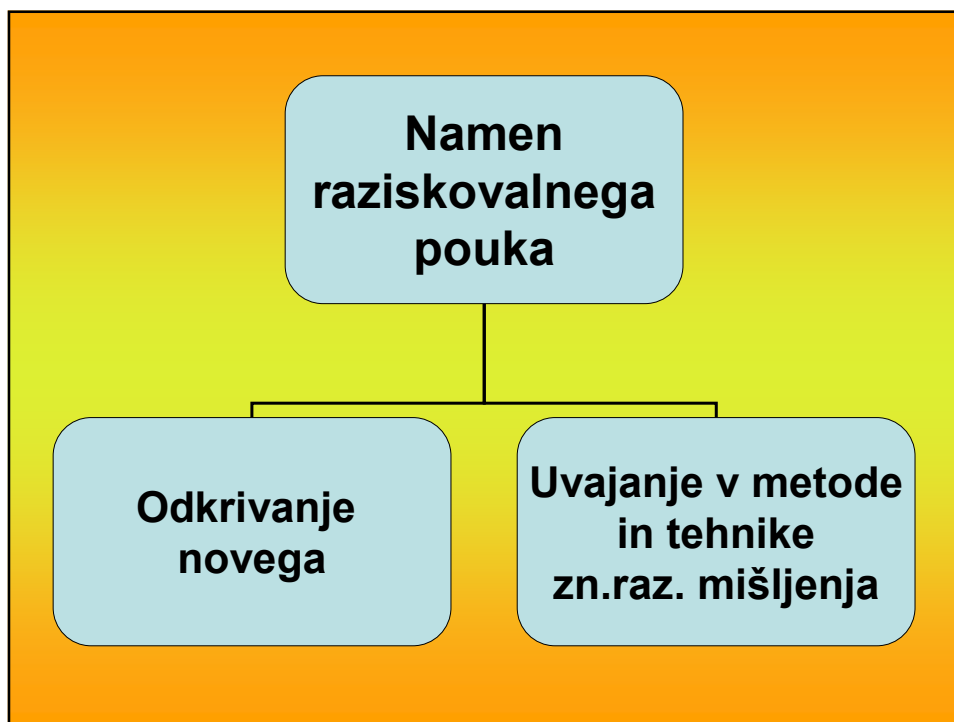 Namen
raziskovalnega
pouka
Odkrivanje
novega
Uvajanje v metode
in tehnike
zn.raz. mišljenja